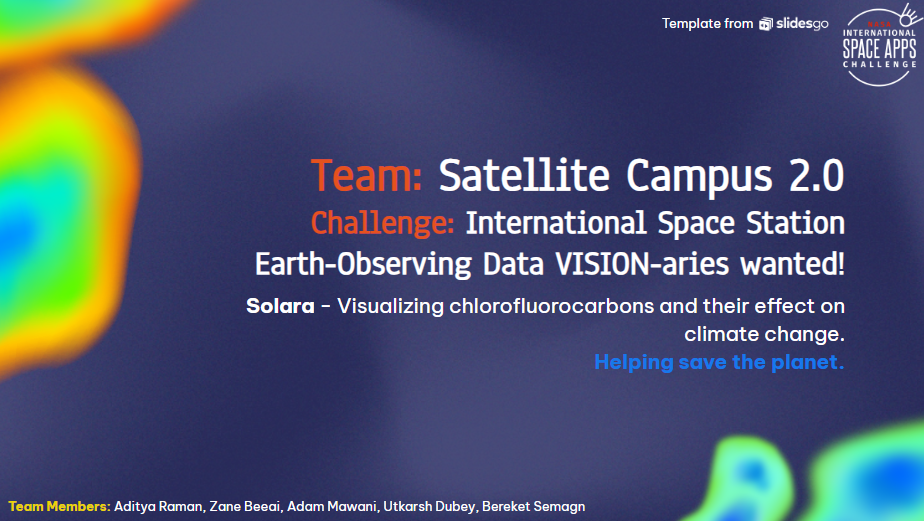 Template from slidesgo
NASA
INTERNATIONAL
SPACE APPS
CHALLENGE
Team: Satellite Campus 2.0
Challenge: International Space Station
Earth-Observing Data VISION-aries wanted!
Solara – Visualizing chlorofluorocarbons and their effect on
climate change.
Helping save the planet.
Team Members: Aditya Raman, Zane Beeai, Adam Mawani, Utkarsh Dubey, Bereket Semagn